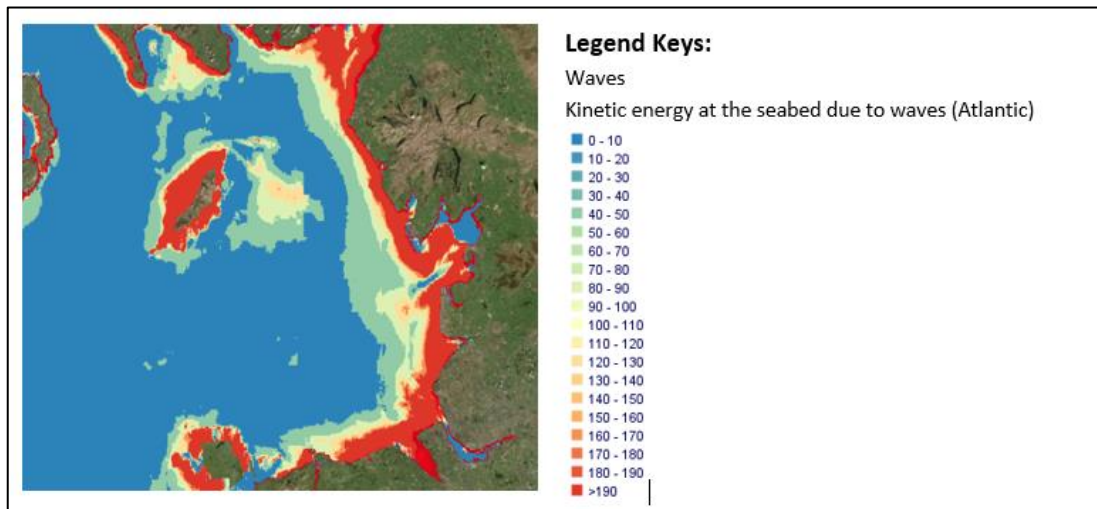 Legend Keys:
Waves
Kinetic energy at the seabed due to waves (Atlantic)
0 - 10
10 - 20
20 - 30
30 - 40
40 - 50
50 - 60
60 - 70
70 - 80
80 - 90
90 - 100
100 - 110
110 - 120
120 - 130
130 - 140
140 - 150
150 - 160
160 - 170
170 - 180
180 - 190
>190